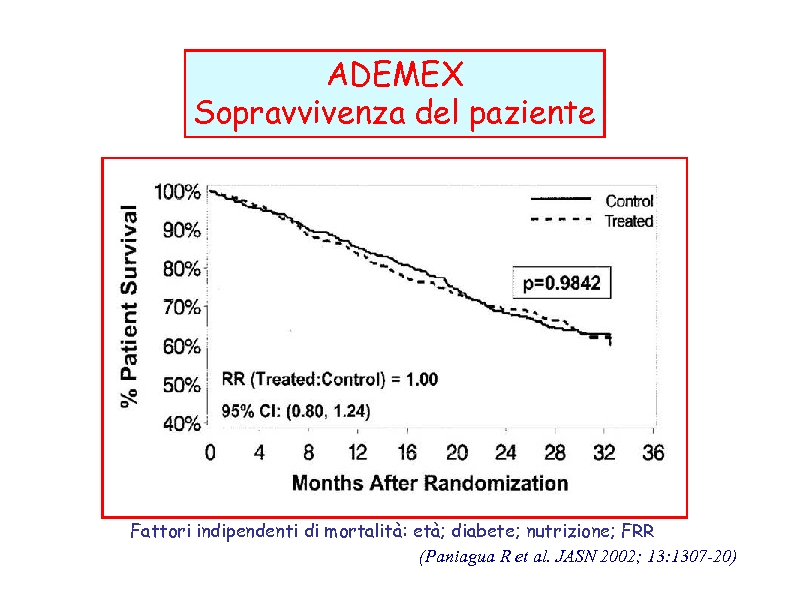 ADEMEX
Sopravvivenza del paziente
100%
90%
80%
70%
60%
50%
40%
% Patient Survival
Control
Treated
p=0.9842
RR (Treated:Control) = 1.00
95% CI: (0.80, 1.24)
0 4 8 12 16 20 24 28 32 36
Months After Randomization
Fattori indipendenti di mortalità: età; diabete; nutrizione; FRR
(Paniagua R et al. JASN 2002; 13:1307-20)